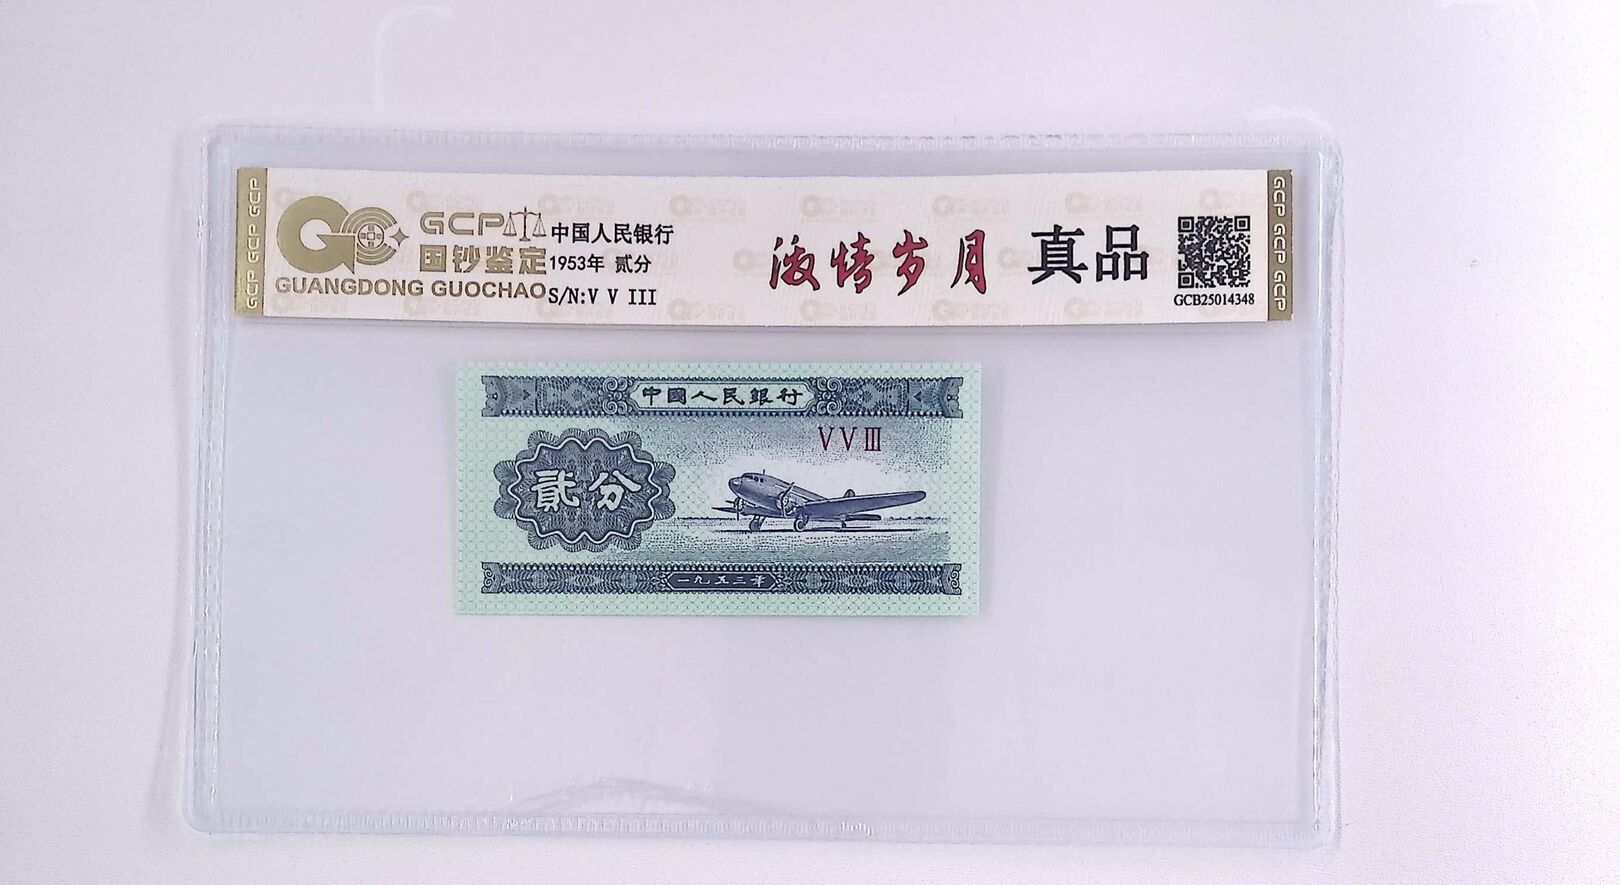 GCP GCP GCP
GCP
国钞鉴定
GUANGDONG GUOCHAO
中国人民银行
1953年 贰分
S/N:V V III
激情岁月
真品
GCB25014348
GCP GCP GCP
中國人民銀行
VVⅢ
貳分
一九五三年